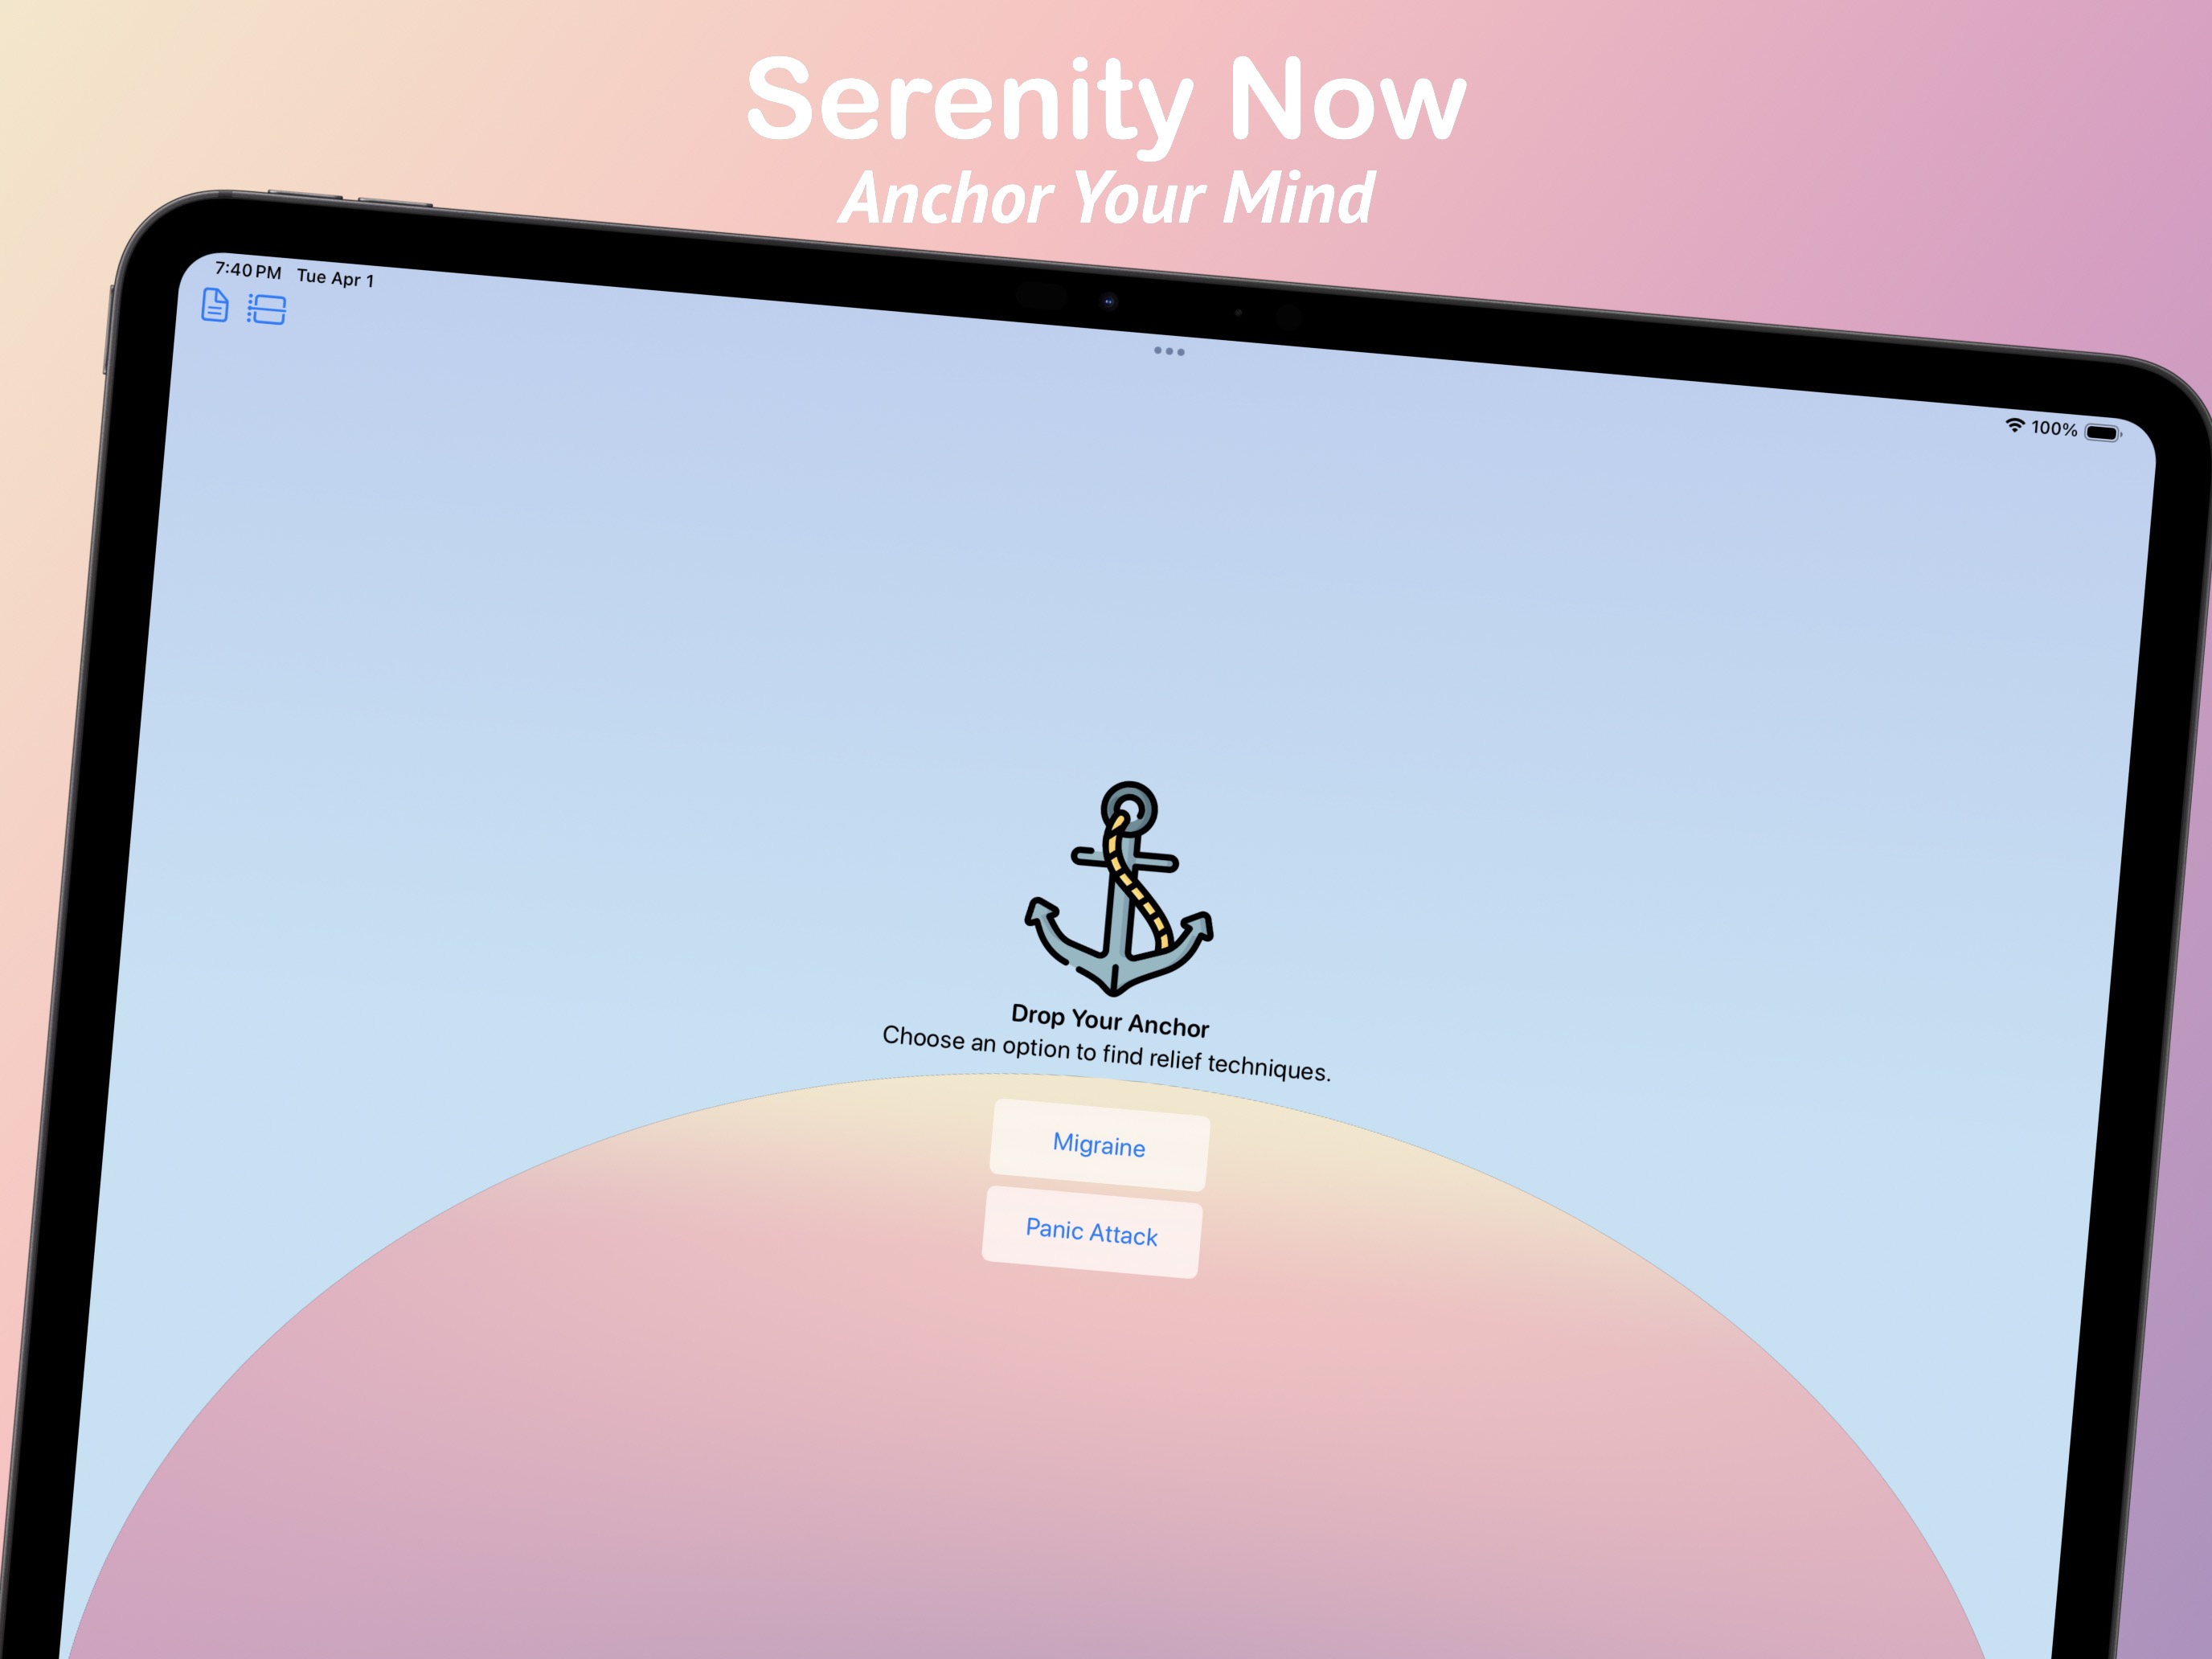 Serenity Now
Anchor Your Mind
7:40 PM Tue Apr 1
100%
Drop Your Anchor
Choose an option to find relief techniques.
Migraine
Panic Attack